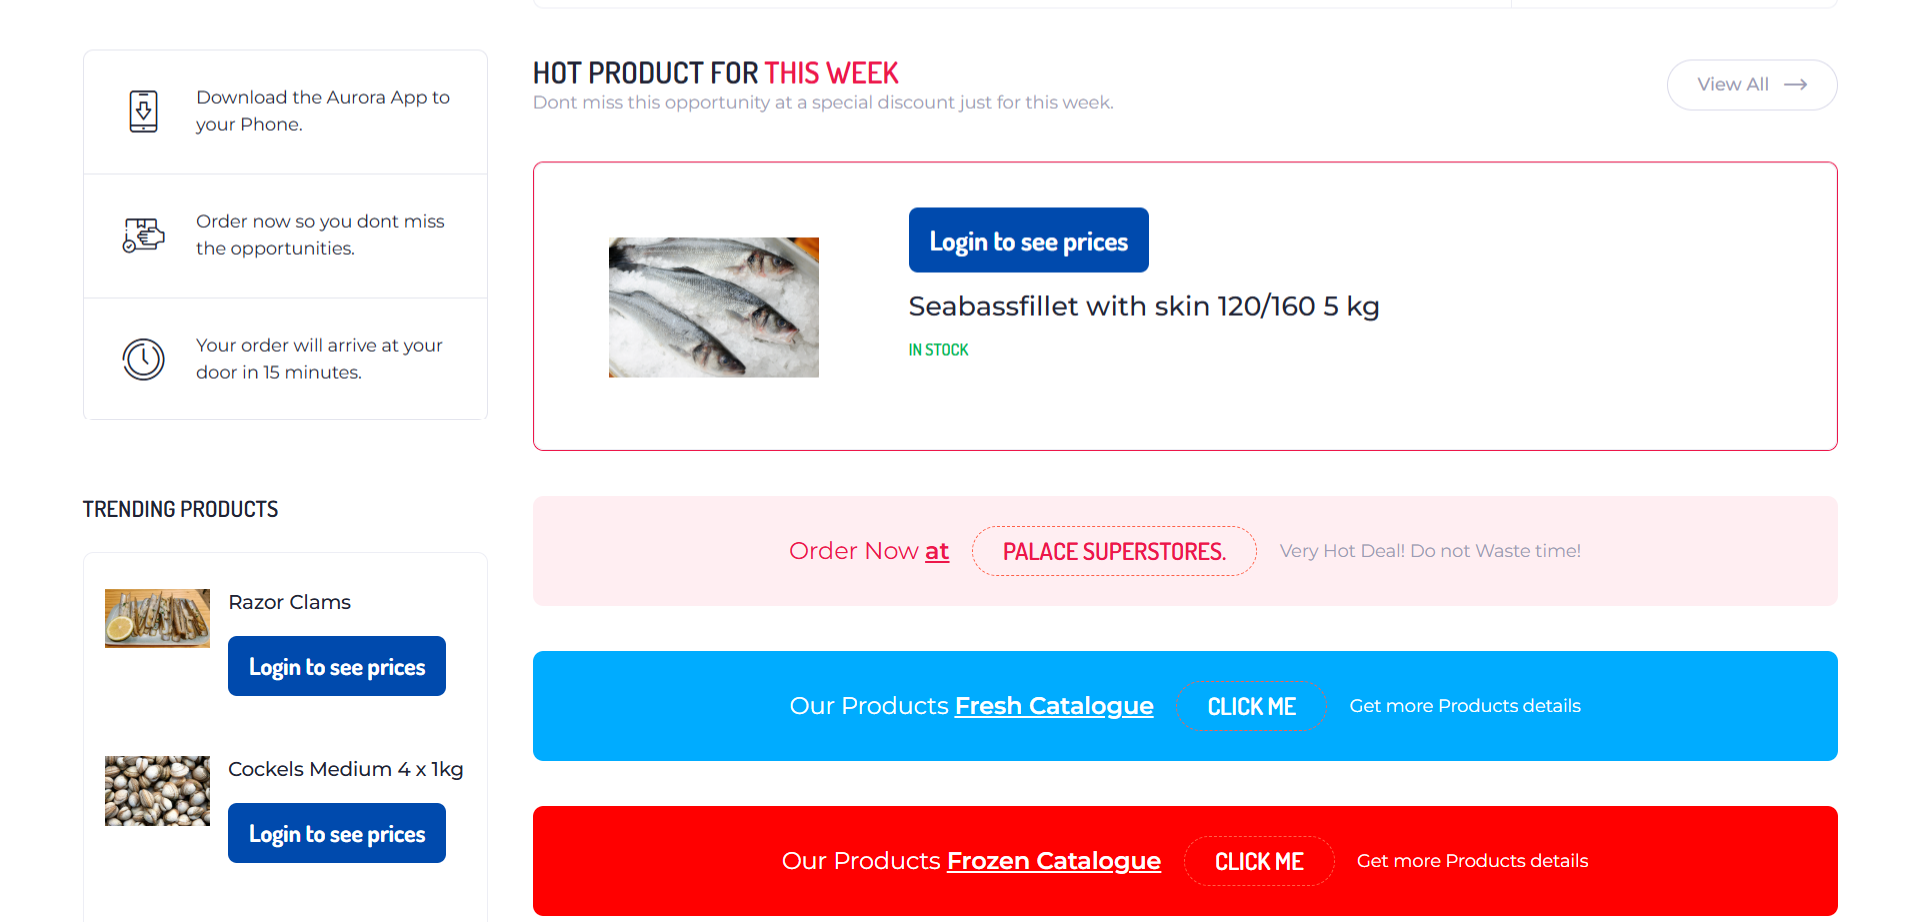 Download the Aurora App to
your Phone.
Order now so you dont miss
the opportunities.
Your order will arrive at your
door in 15 minutes.
TRENDING PRODUCTS
Razor Clams
Login to see prices
Cockels Medium 4 x 1kg
Login to see prices
HOT PRODUCT FOR THIS WEEK
Dont miss this opportunity at a special discount just for this week.
View All
Login to see prices
Seabassfillet with skin 120/160 5 kg
IN STOCK
Order Now at PALACE SUPERSTORES. Very Hot Deal! Do not Waste time!
Our Products Fresh Catalogue CLICK ME Get more Products details
Our Products Frozen Catalogue CLICK ME Get more Products details